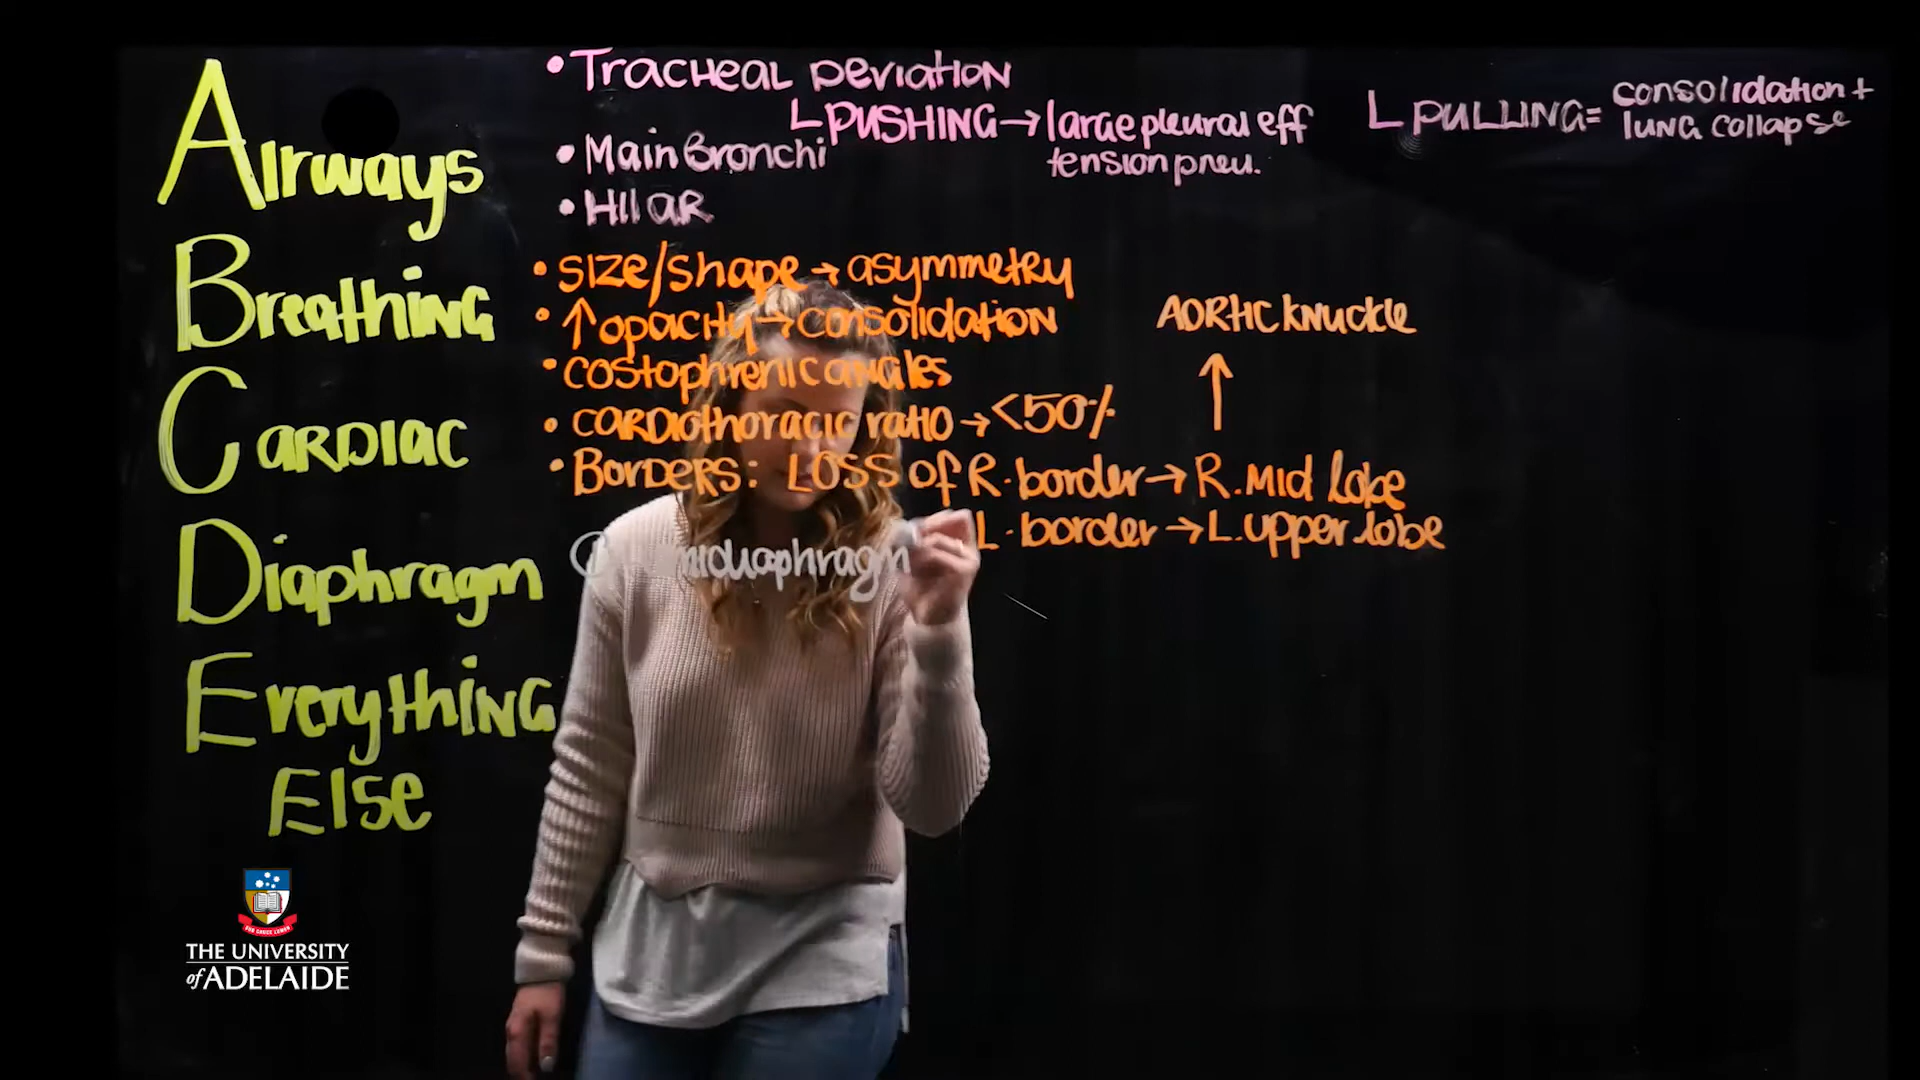 Airways
• Tracheal Deviation
L PUSHING → large pleural eff
tension pneu.
L PULLING = consolidation +
lung collapse
• Main Bronchi
• Hilar
Breathing
• size/shape → asymmetry
• ↑ opacity → consolidation
• costophrenic angles
Cardiac
• cardiothoracic ratio → <50%
• Borders: LOSS of R. border → R. Mid lobe
L. border → L. upper lobe
↑
Aortic knuckle
Diaphragm
Everything
Else
THE UNIVERSITY
of ADELAIDE